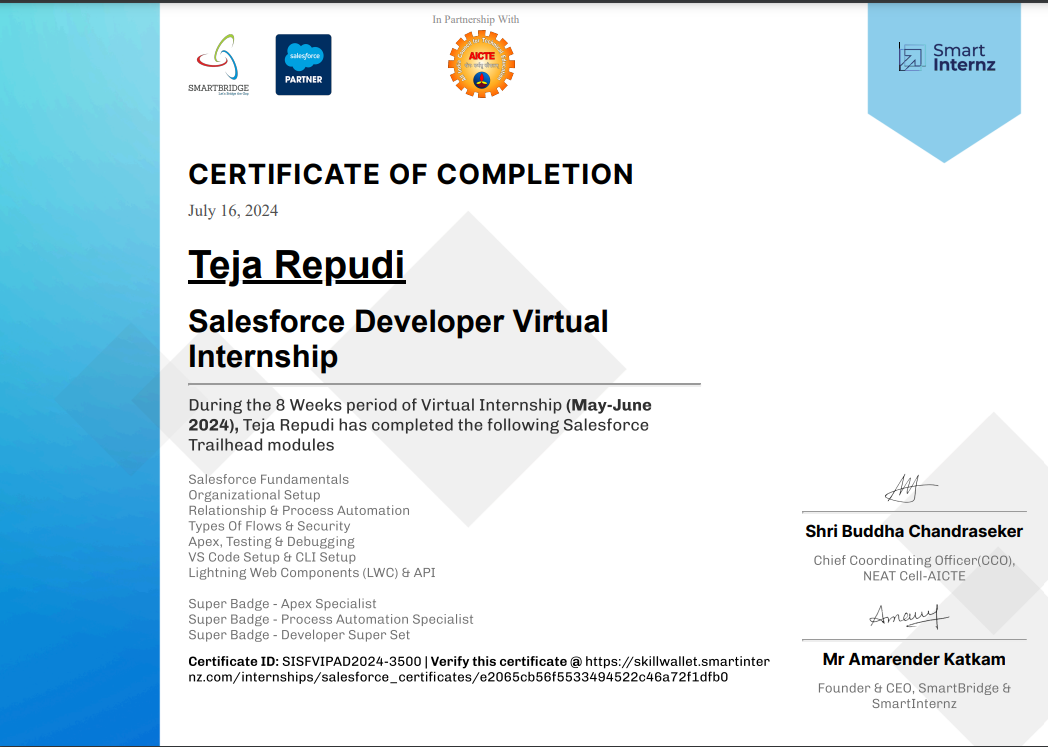 In Partnership With
SMARTBRIDGE
Let's Bridge the Gap
salesforce
PARTNER
AICTE
Smart
Internz
CERTIFICATE OF COMPLETION
July 16, 2024
Teja Repudi
Salesforce Developer Virtual
Internship
During the 8 Weeks period of Virtual Internship (May-June
2024), Teja Repudi has completed the following Salesforce
Trailhead modules
Salesforce Fundamentals
Organizational Setup
Relationship & Process Automation
Types Of Flows & Security
Apex, Testing & Debugging
VS Code Setup & CLI Setup
Lightning Web Components (LWC) & API
Super Badge - Apex Specialist
Super Badge - Process Automation Specialist
Super Badge - Developer Super Set
Certificate ID: SISFVIPAD2024-3500 | Verify this certificate @ https://skillwallet.smartinter
nz.com/internships/salesforce_certificates/e2065cb56f5533494522c46a72f1dfb0
Shri Buddha Chandraseker
Chief Coordinating Officer(CCO),
NEAT Cell-AICTE
Mr Amarender Katkam
Founder & CEO, SmartBridge &
SmartInternz